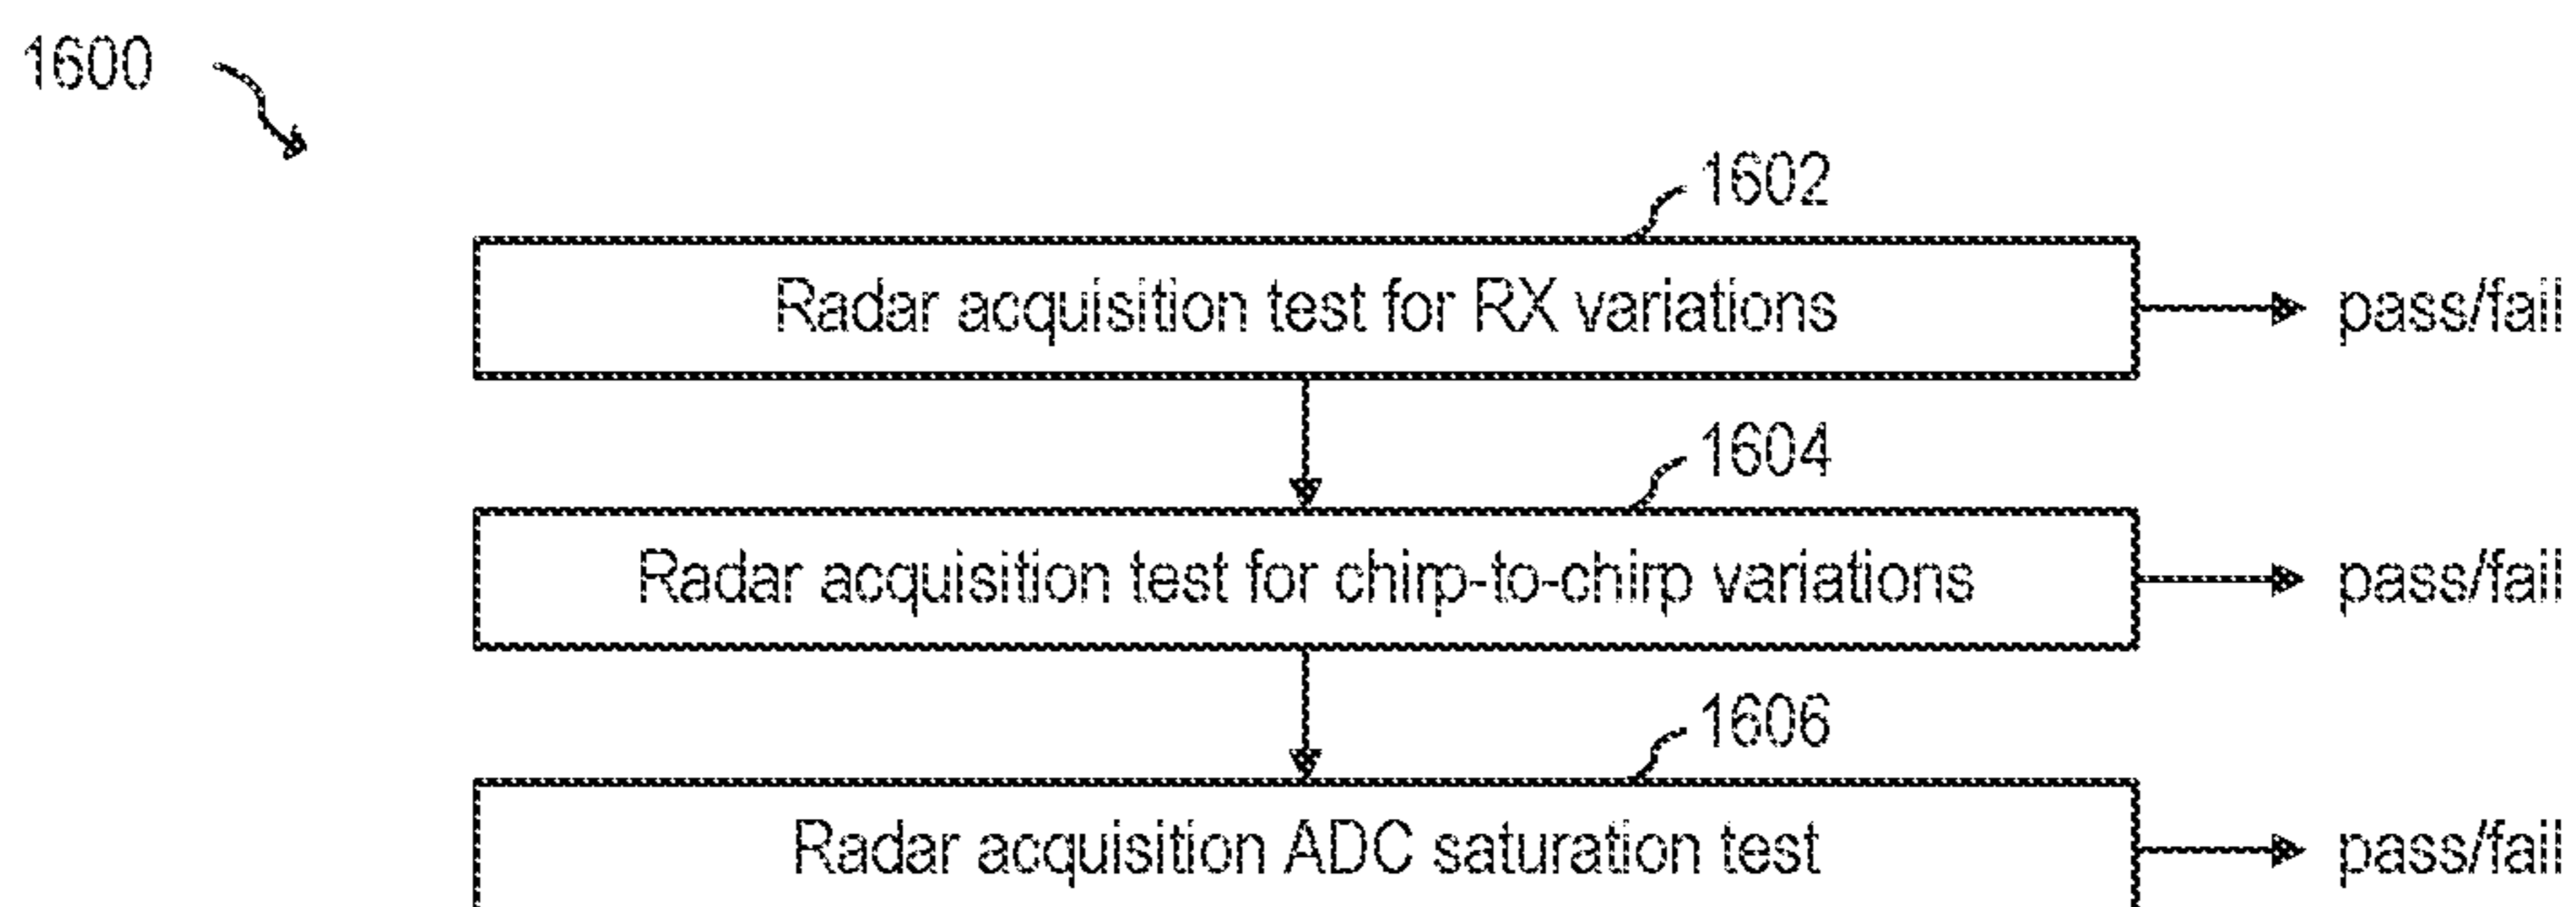 1600
1602
Radar acquisition test for RX variations
pass/fail
1604
Radar acquisition test for chirp-to-chirp variations
pass/fail
1606
Radar acquisition ADC saturation test
pass/fail